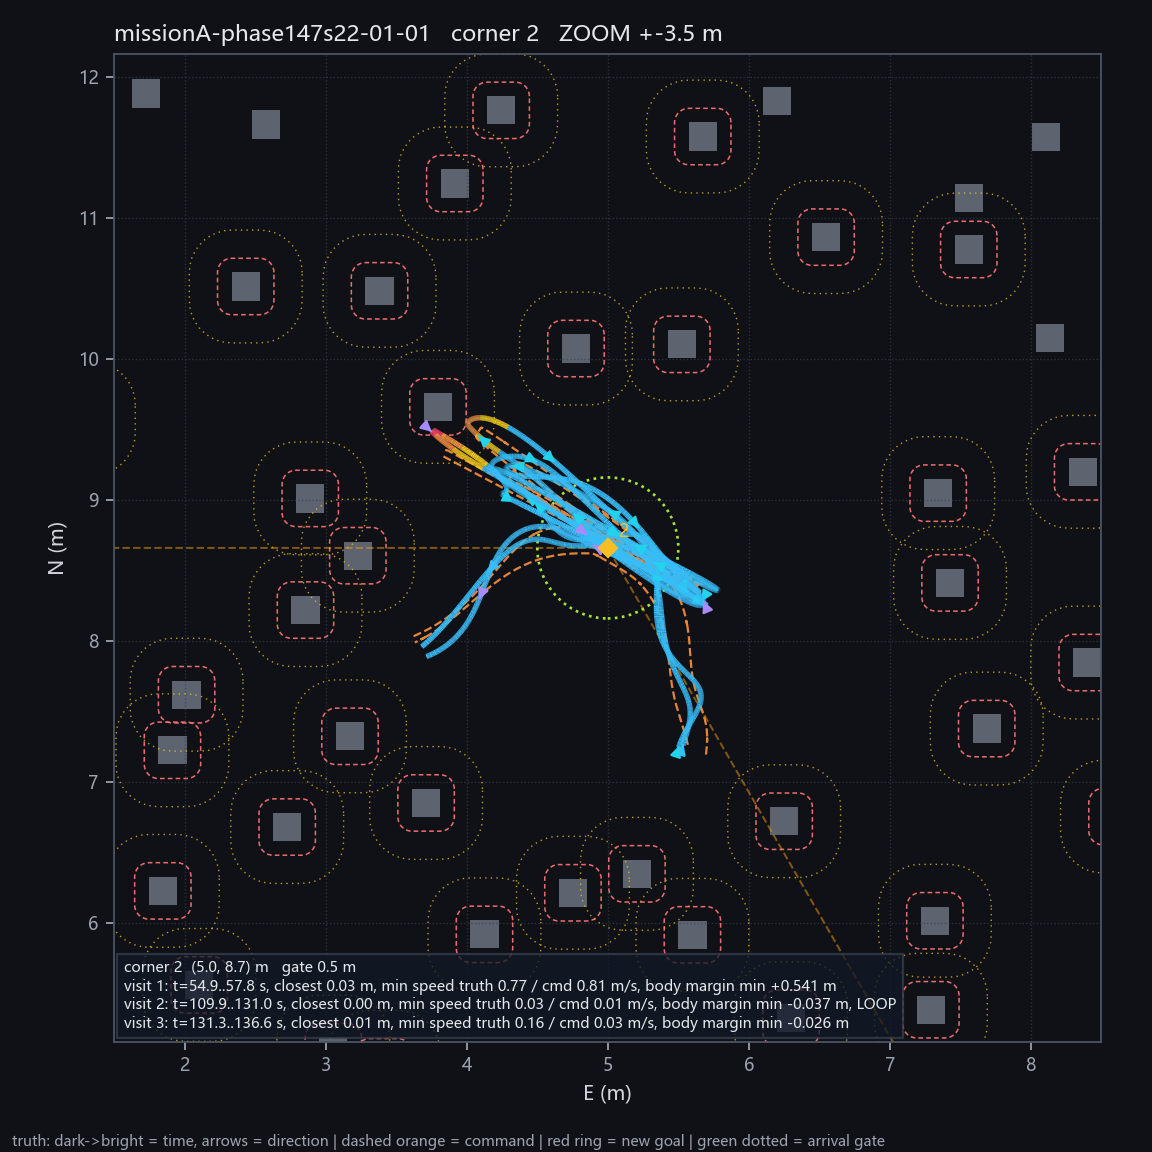 missionA-phase147s22-01-01   corner 2   ZOOM +-3.5 m
12
11
10
9
8
7
6
N (m)
2
corner 2  (5.0, 8.7) m   gate 0.5 m
visit 1: t=54.9..57.8 s, closest 0.03 m, min speed truth 0.77 / cmd 0.81 m/s, body margin min +0.541 m
visit 2: t=109.9..131.0 s, closest 0.00 m, min speed truth 0.03 / cmd 0.01 m/s, body margin min -0.037 m, LOOP
visit 3: t=131.3..136.6 s, closest 0.01 m, min speed truth 0.16 / cmd 0.03 m/s, body margin min -0.026 m
2 3 4 5 6 7 8
E (m)
truth: dark->bright = time, arrows = direction | dashed orange = command | red ring = new goal | green dotted = arrival gate